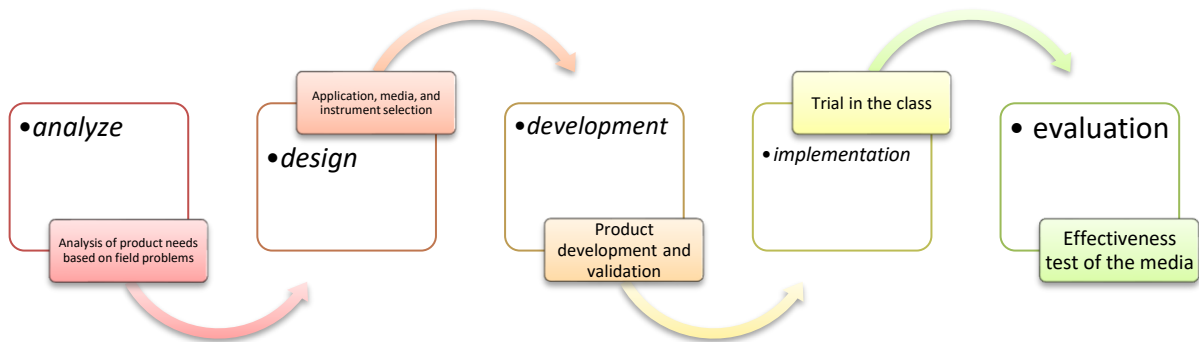 •analyze
Analysis of product needs
based on field problems
Application, media, and
instrument selection
•design
•development
Product
development and
validation
Trial in the class
•implementation
• evaluation
Effectiveness
test of the media